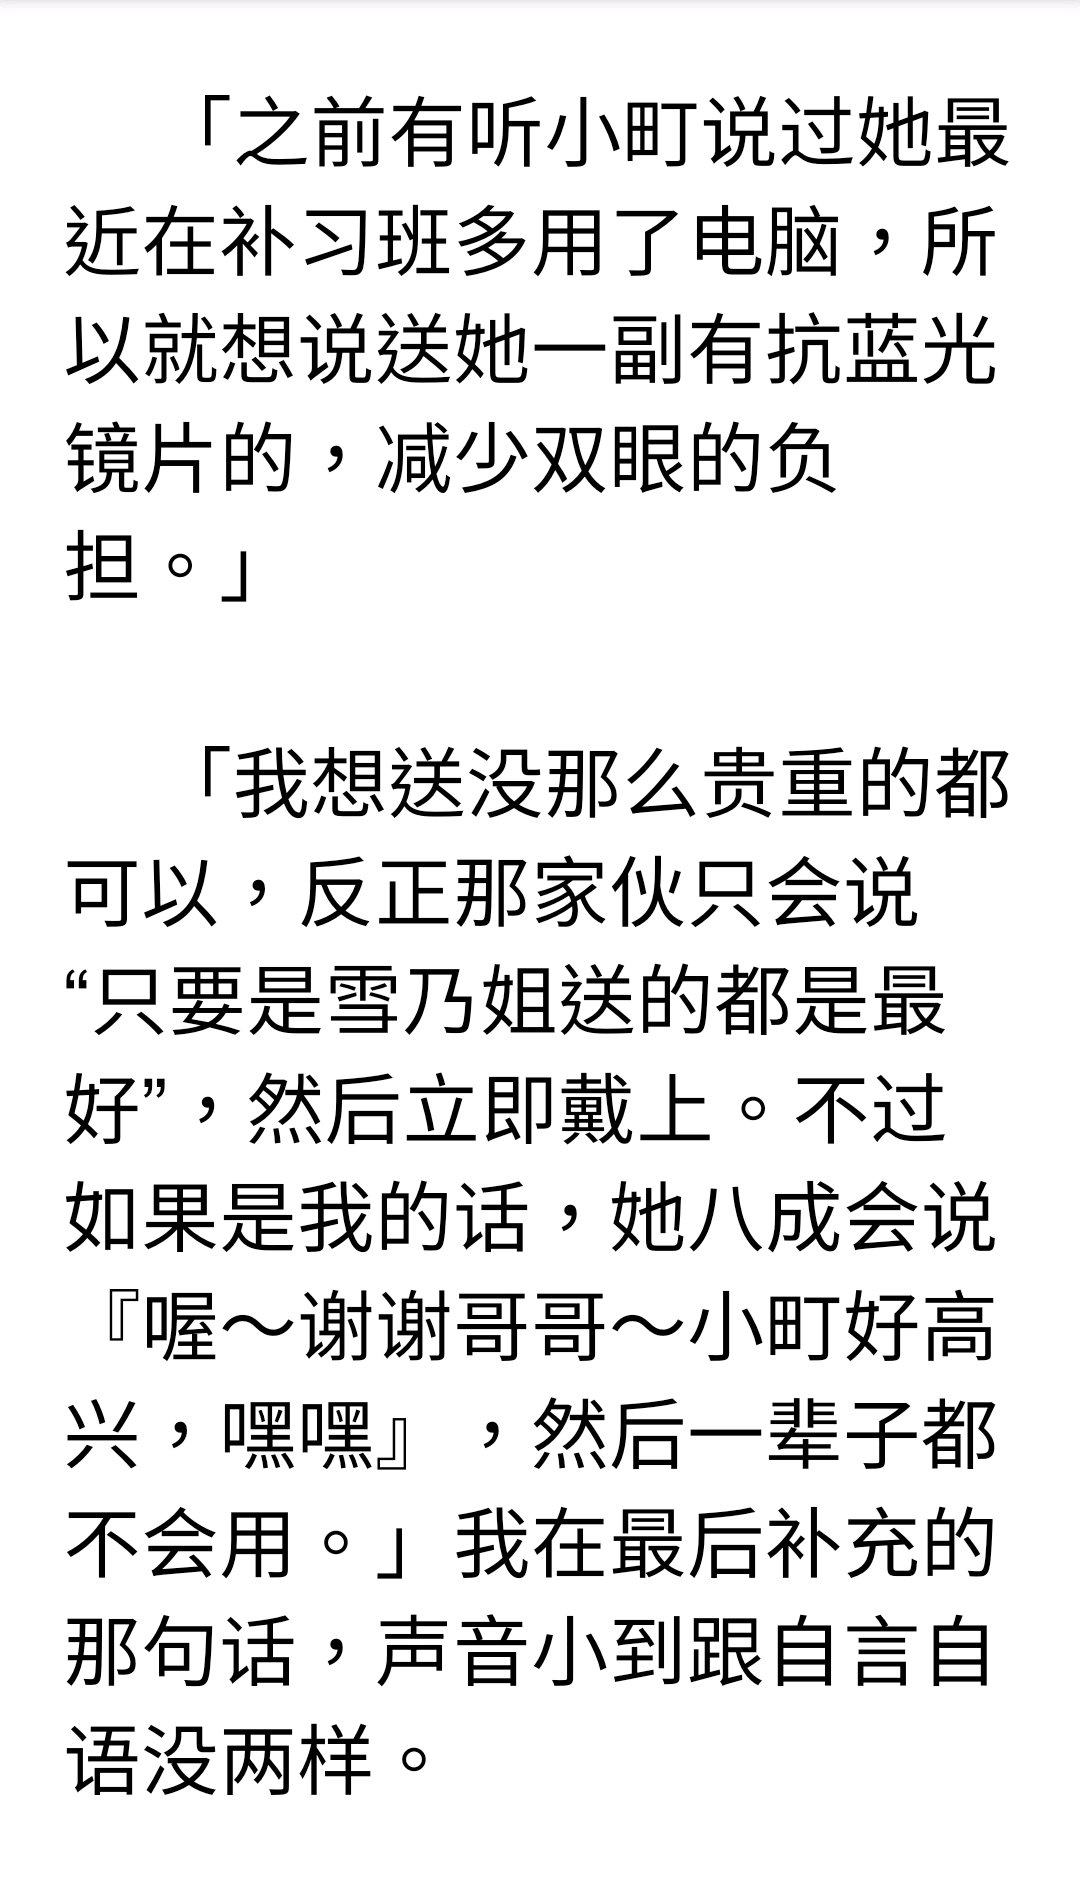 「之前有听小町说过她最
近在补习班多用了电脑，所
以就想说送她一副有抗蓝光
镜片的，减少双眼的负
担。」
「我想送没那么贵重的都
可以，反正那家伙只会说
“只要是雪乃姐送的都是最
好”，然后立即戴上。不过
如果是我的话，她八成会说
『喔～谢谢哥哥～小町好高
兴，嘿嘿』，然后一辈子都
不会用。」我在最后补充的
那句话，声音小到跟自言自
语没两样。